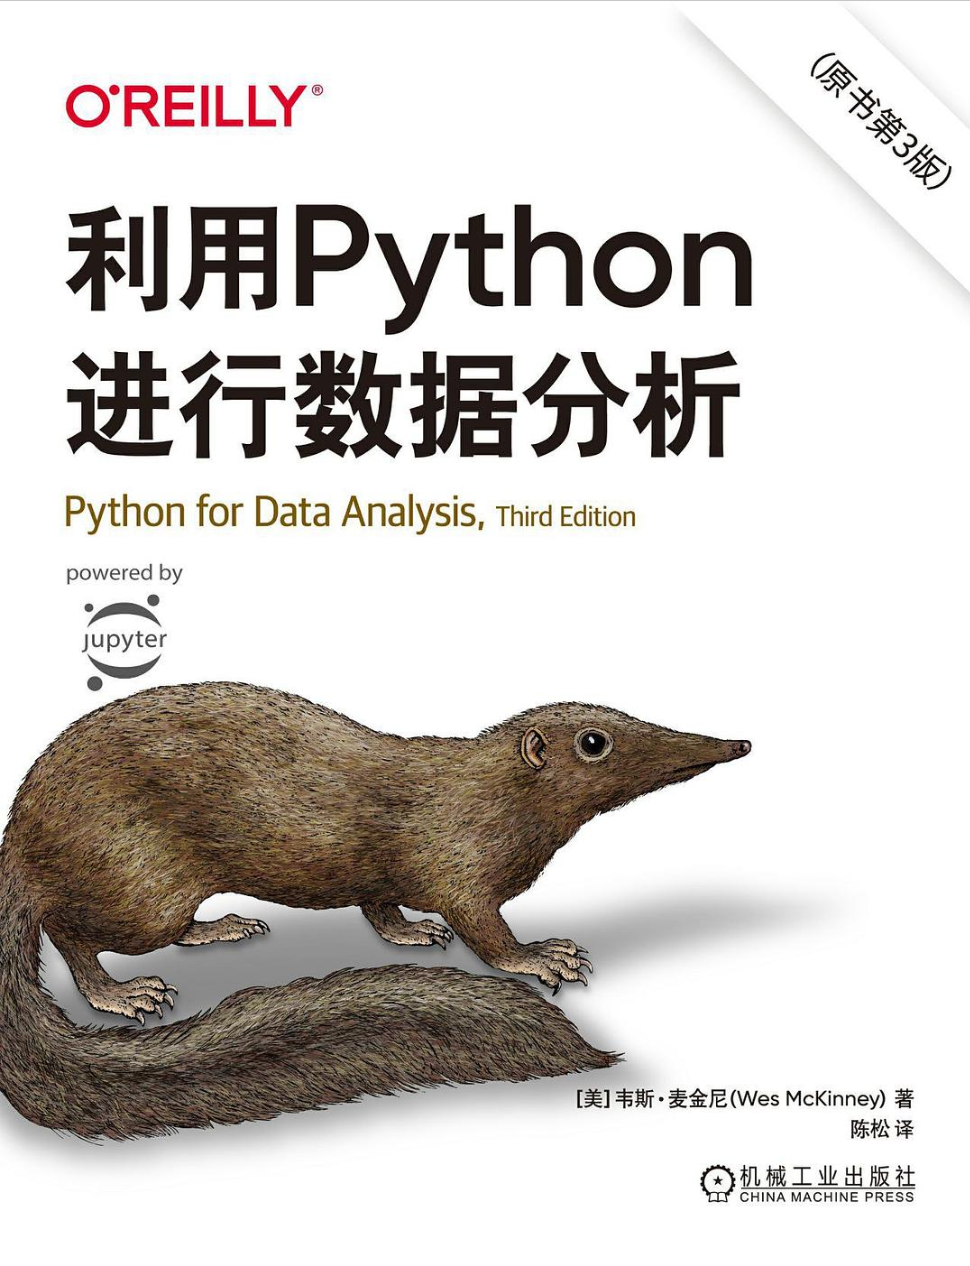 O'REILLY®
(原书第3版)
利用Python
进行数据分析
Python for Data Analysis, Third Edition
powered by
jupyter
[美] 韦斯·麦金尼(Wes McKinney) 著
陈松 译
机械工业出版社
CHINA MACHINE PRESS